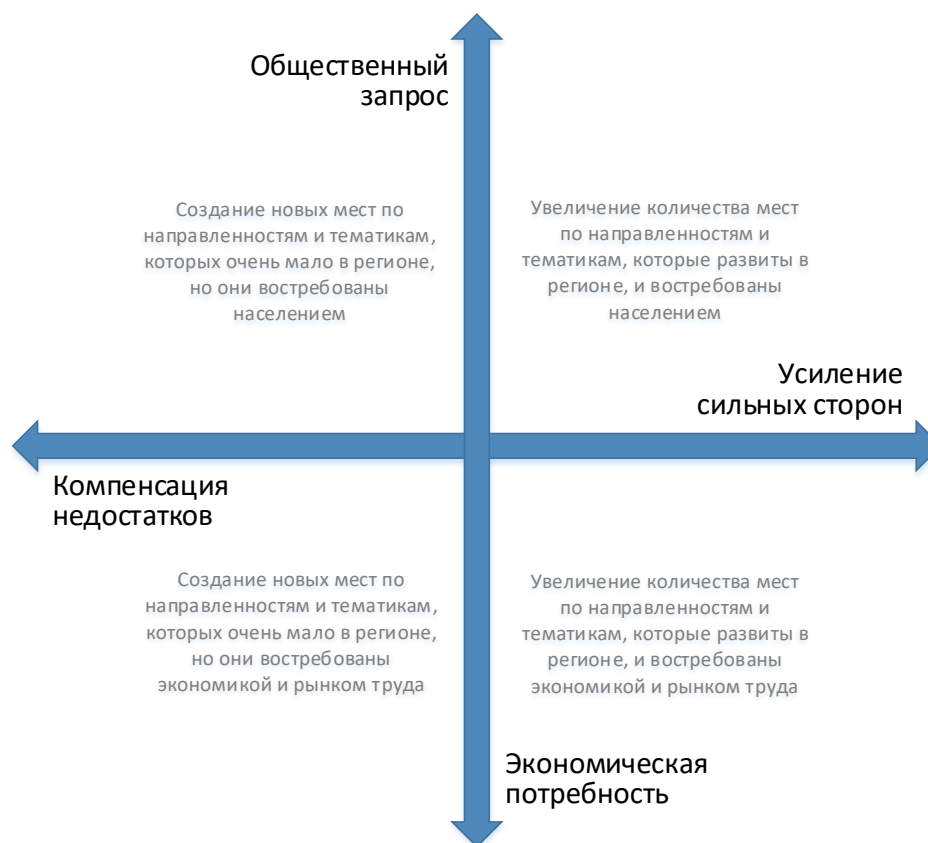 Общественный
запрос
Создание новых мест по
направленностям и тематикам,
которых очень мало в регионе,
но они востребованы
населением
Увеличение количества мест
по направленностям и
тематикам, которые развиты в
регионе, и востребованы
населением
Усиление
сильных сторон
Компенсация
недостатков
Создание новых мест по
направленностям и тематикам,
которых очень мало в регионе,
но они востребованы
экономикой и рынком труда
Увеличение количества мест
по направленностям и
тематикам, которые развиты в
регионе, и востребованы
экономикой и рынком труда
Экономическая
потребность